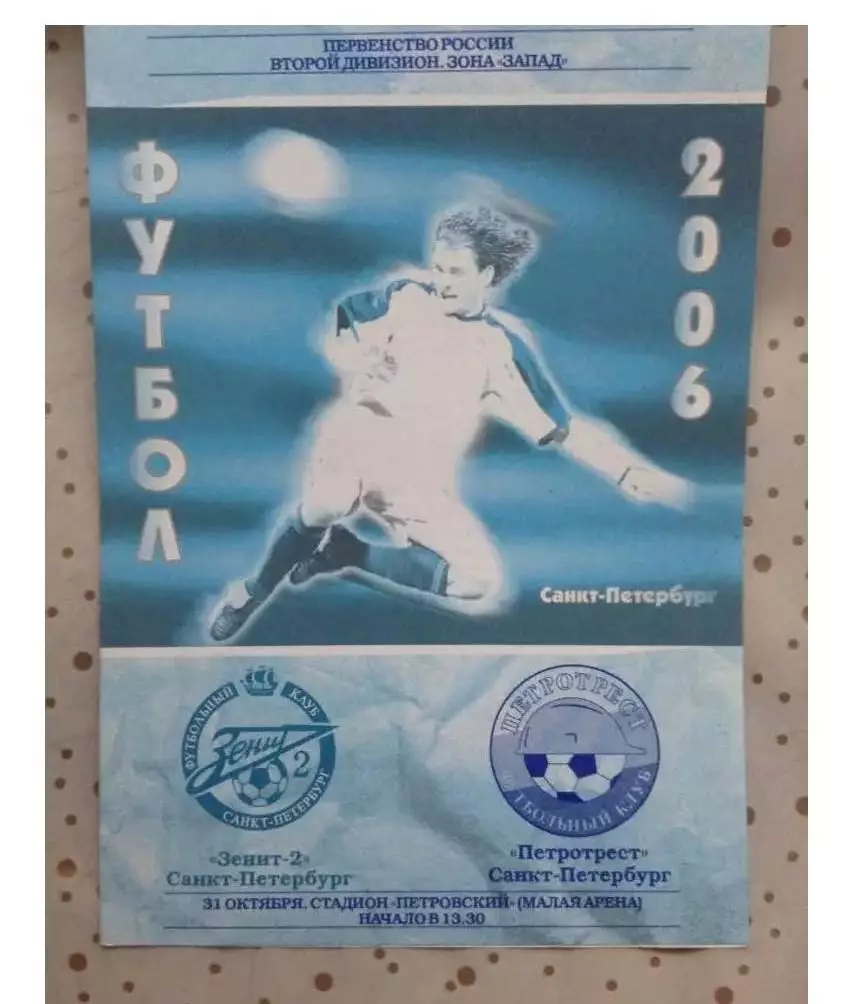 ПЕРВЕНСТВО РОССИИ
ВТОРОЙ ДИВИЗИОН. ЗОНА «ЗАПАД»
ФУТБОЛ
2006
Санкт-Петербург
ФУТБОЛЬНЫЙ КЛУБ
Зенит 2
САНКТ-ПЕТЕРБУРГ
ПЕТРОТРЕСТ
ФУТБОЛЬНЫЙ КЛУБ
«Зенит-2»
Санкт-Петербург
«Петротрест»
Санкт-Петербург
31 ОКТЯБРЯ. СТАДИОН «ПЕТРОВСКИЙ» (МАЛАЯ АРЕНА)
НАЧАЛО В 13.30